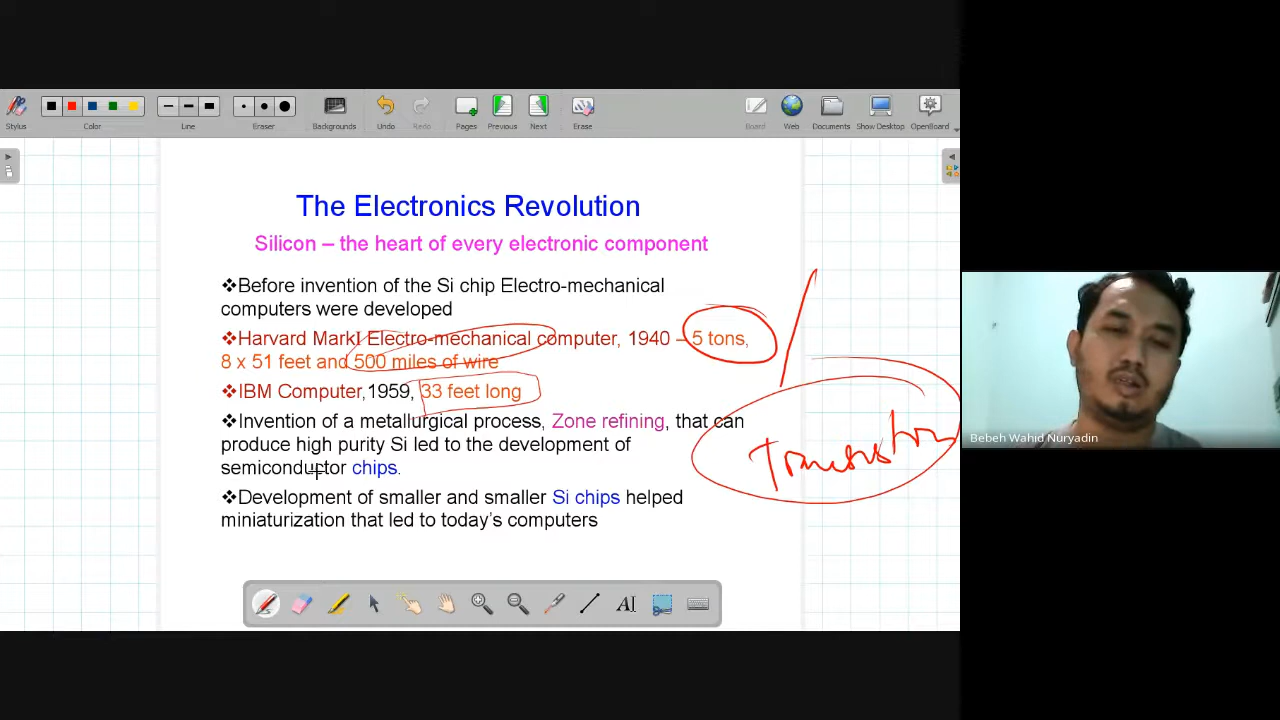 Stylus
Color
Line
Eraser
Backgrounds
Undo
Redo
Pages
Previous
Next
Erase
Board
Web
Documents
Show Desktop
OpenBoard
The Electronics Revolution
Silicon – the heart of every electronic component
❖Before invention of the Si chip Electro-mechanical
computers were developed
❖Harvard MarkI Electro-mechanical computer, 1940 – 5 tons,
8 x 51 feet and 500 miles of wire
❖IBM Computer,1959, 33 feet long
❖Invention of a metallurgical process, Zone refining, that can
produce high purity Si led to the development of
semiconductor chips.
❖Development of smaller and smaller Si chips helped
miniaturization that led to today's computers
Transistor
AI
Bebeh Wahid Nuryadin